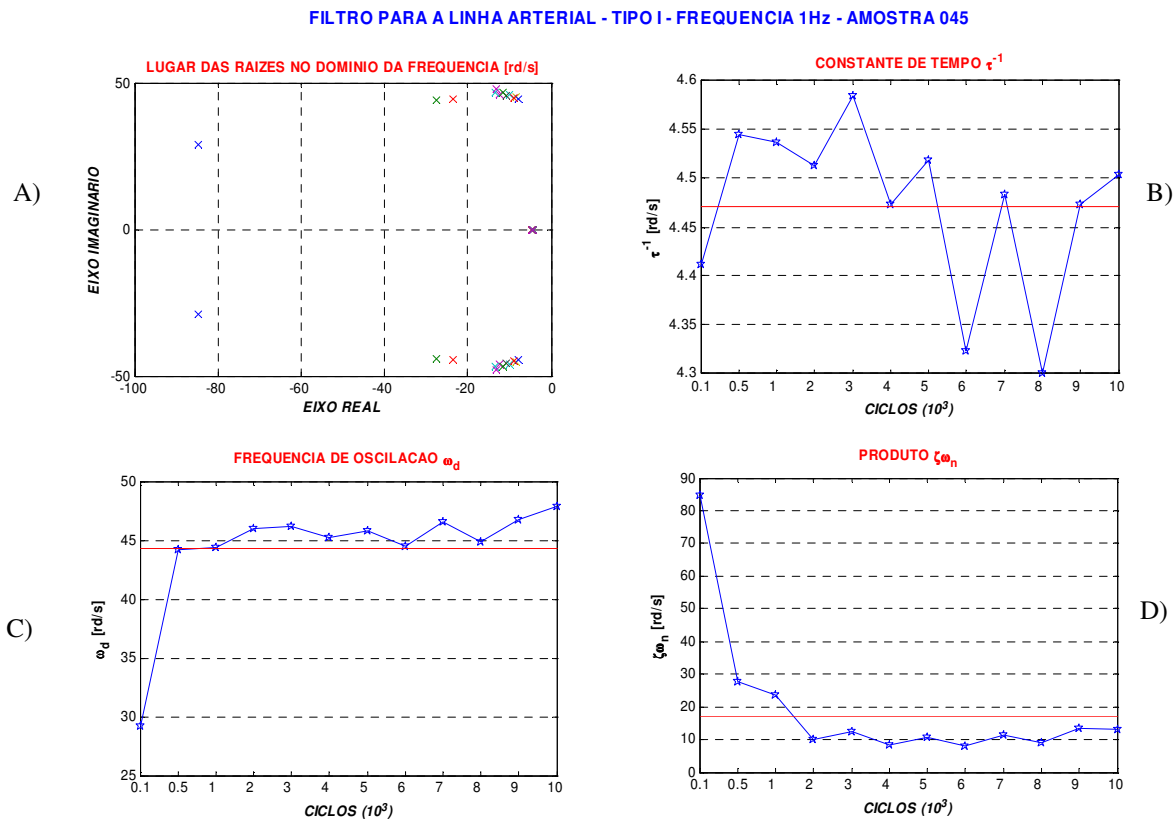 FILTRO PARA A LINHA ARTERIAL - TIPO I - FREQUENCIA 1Hz - AMOSTRA 045
A)
LUGAR DAS RAIZES NO DOMINIO DA FREQUENCIA [rd/s]
EIXO IMAGINARIO
50
0
-50
-100 -80 -60 -40 -20 0
EIXO REAL
B)
CONSTANTE DE TEMPO τ⁻¹
τ⁻¹ [rd/s]
4.6
4.55
4.5
4.45
4.4
4.35
4.3
0.1 0.5 1 2 3 4 5 6 7 8 9 10
CICLOS (10³)
C)
FREQUÊNCIA DE OSCILACAO ω_d
ω_d [rd/s]
50
45
40
35
30
25
0.1 0.5 1 2 3 4 5 6 7 8 9 10
CICLOS (10³)
D)
PRODUTO ζω_n
ζω_n [rd/s]
90
80
70
60
50
40
30
20
10
0
0.1 0.5 1 2 3 4 5 6 7 8 9 10
CICLOS (10³)